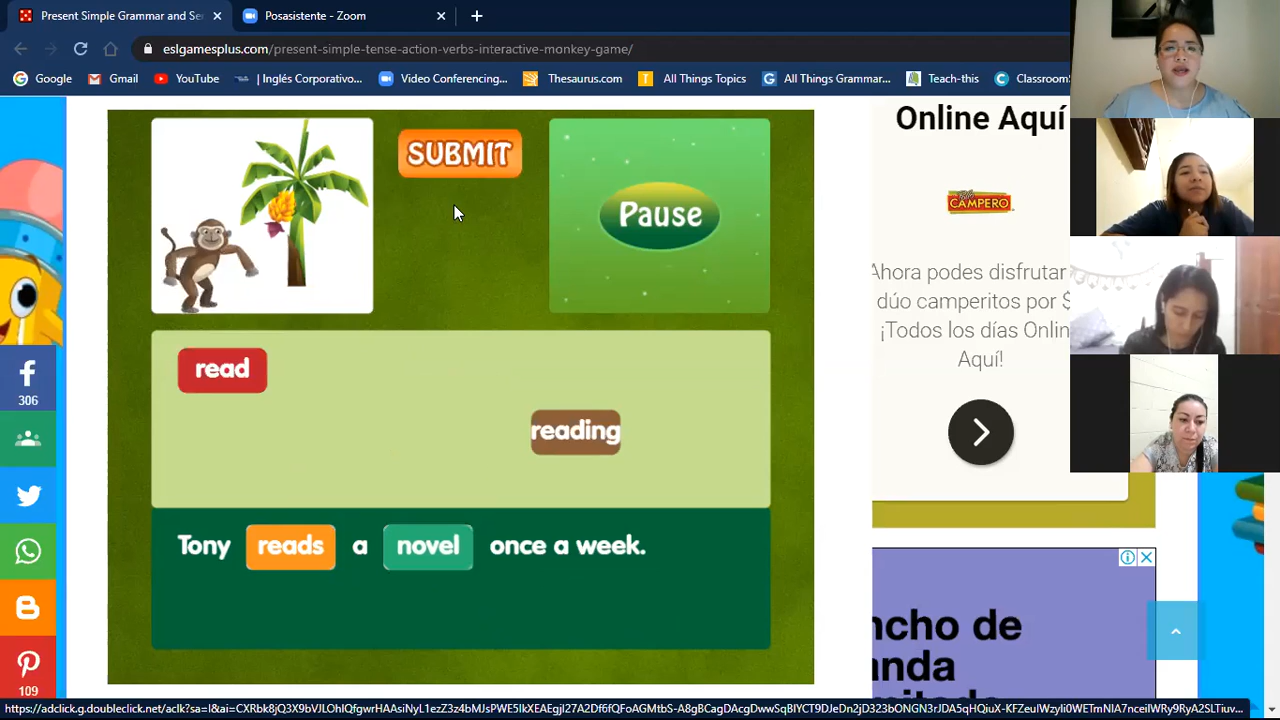 Present Simple Grammar and Se
Posasistente - Zoom
eslgamesplus.com/present-simple-tense-action-verbs-interactive-monkey-game/
Google
Gmail
YouTube
| Inglés Corporativo...
Video Conferencing...
Thesaurus.com
All Things Topics
All Things Grammar...
Teach-this
ClassroomS
SUBMIT
Pause
read
reading
Tony reads a novel once a week.
306
109
Online Aquí
Pollo
CAMPERO
Ahora podes disfrutar
dúo camperitos por $
¡Todos los días Onlin
Aquí!
ncho de
anda